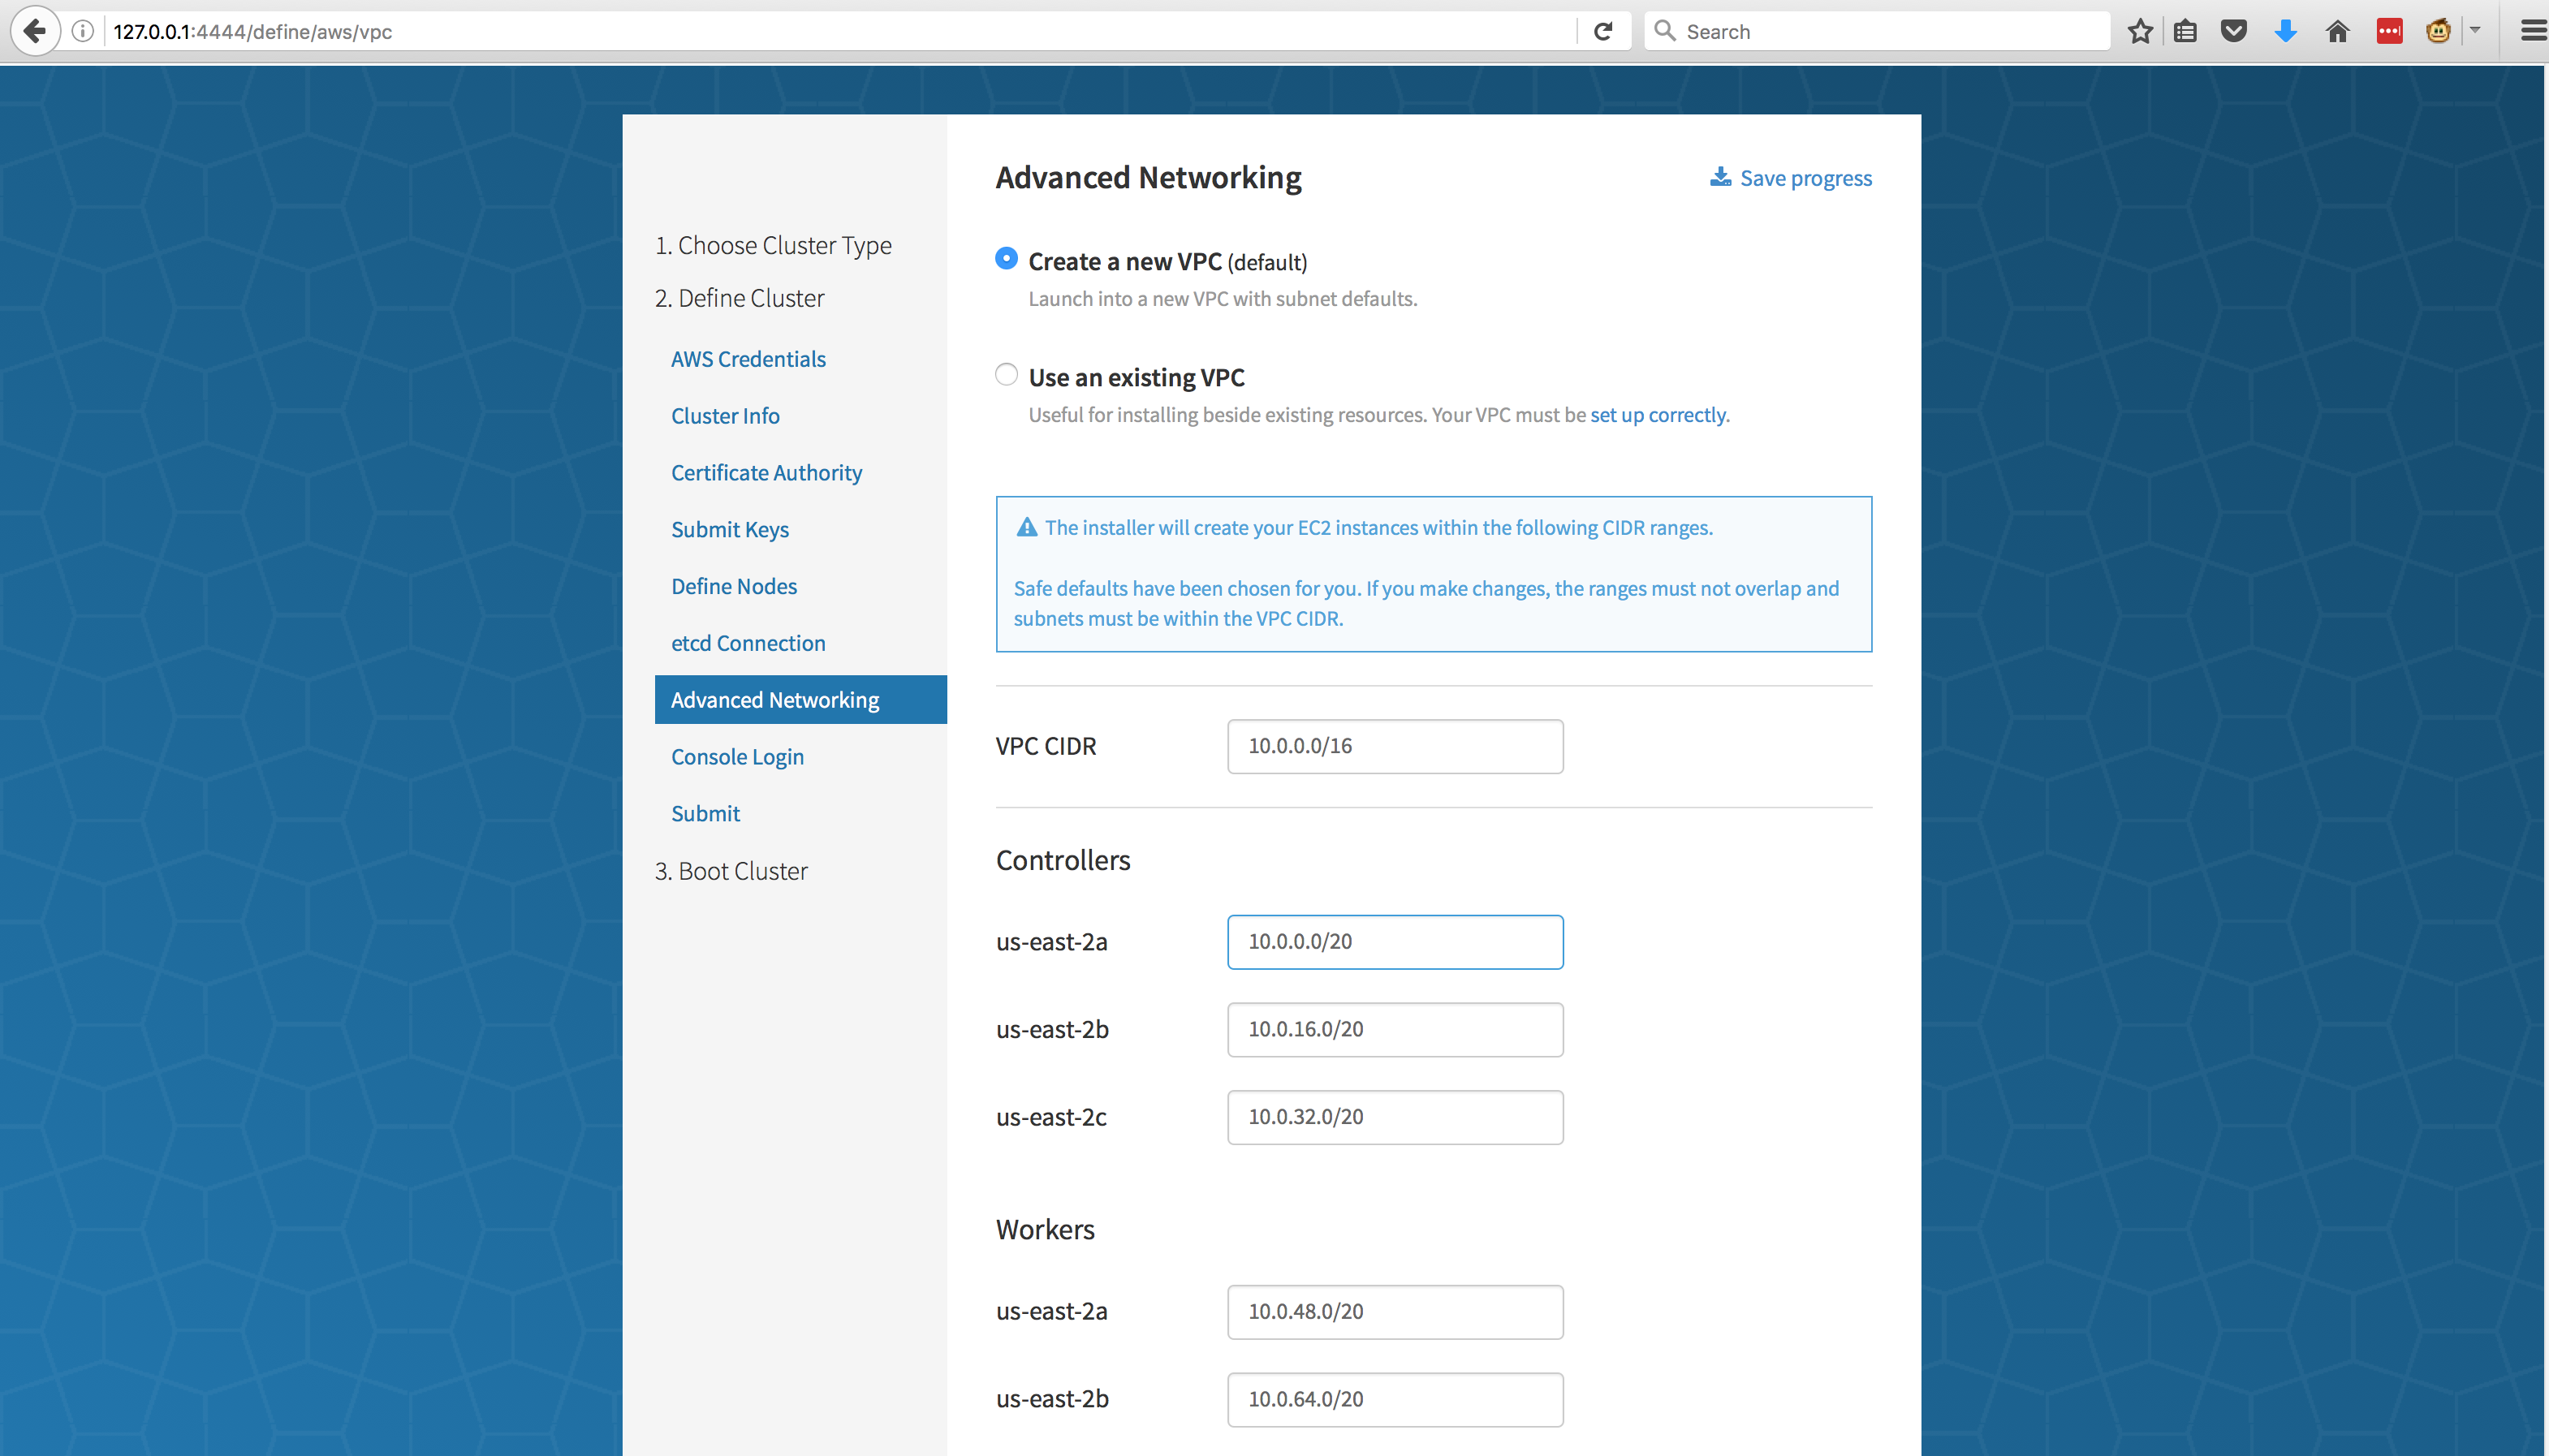 127.0.0.1:4444/define/aws/vpc
Search
Advanced Networking
Save progress
1. Choose Cluster Type
2. Define Cluster
AWS Credentials
Cluster Info
Certificate Authority
Submit Keys
Define Nodes
etcd Connection
Advanced Networking
Console Login
Submit
3. Boot Cluster
Create a new VPC (default)
Launch into a new VPC with subnet defaults.
Use an existing VPC
Useful for installing beside existing resources. Your VPC must be set up correctly.
The installer will create your EC2 instances within the following CIDR ranges.
Safe defaults have been chosen for you. If you make changes, the ranges must not overlap and
subnets must be within the VPC CIDR.
VPC CIDR 10.0.0.0/16
Controllers
us-east-2a 10.0.0.0/20
us-east-2b 10.0.16.0/20
us-east-2c 10.0.32.0/20
Workers
us-east-2a 10.0.48.0/20
us-east-2b 10.0.64.0/20